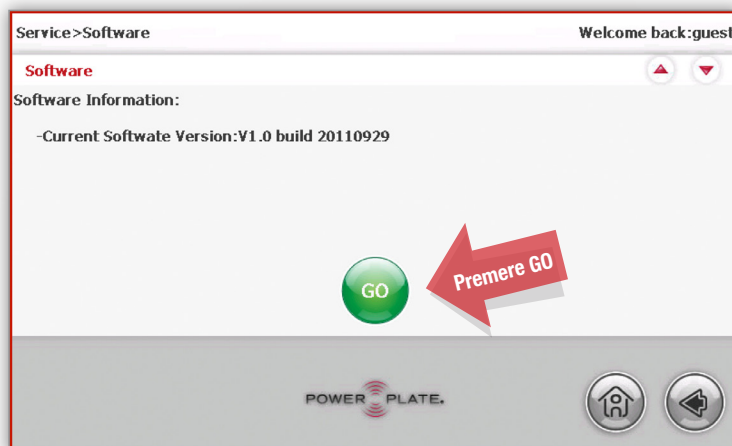 Service>Software Welcome back:guest
Software
Software Information:
-Current Softwate Version:V1.0 build 20110929
GO
Premere GO
POWER PLATE.